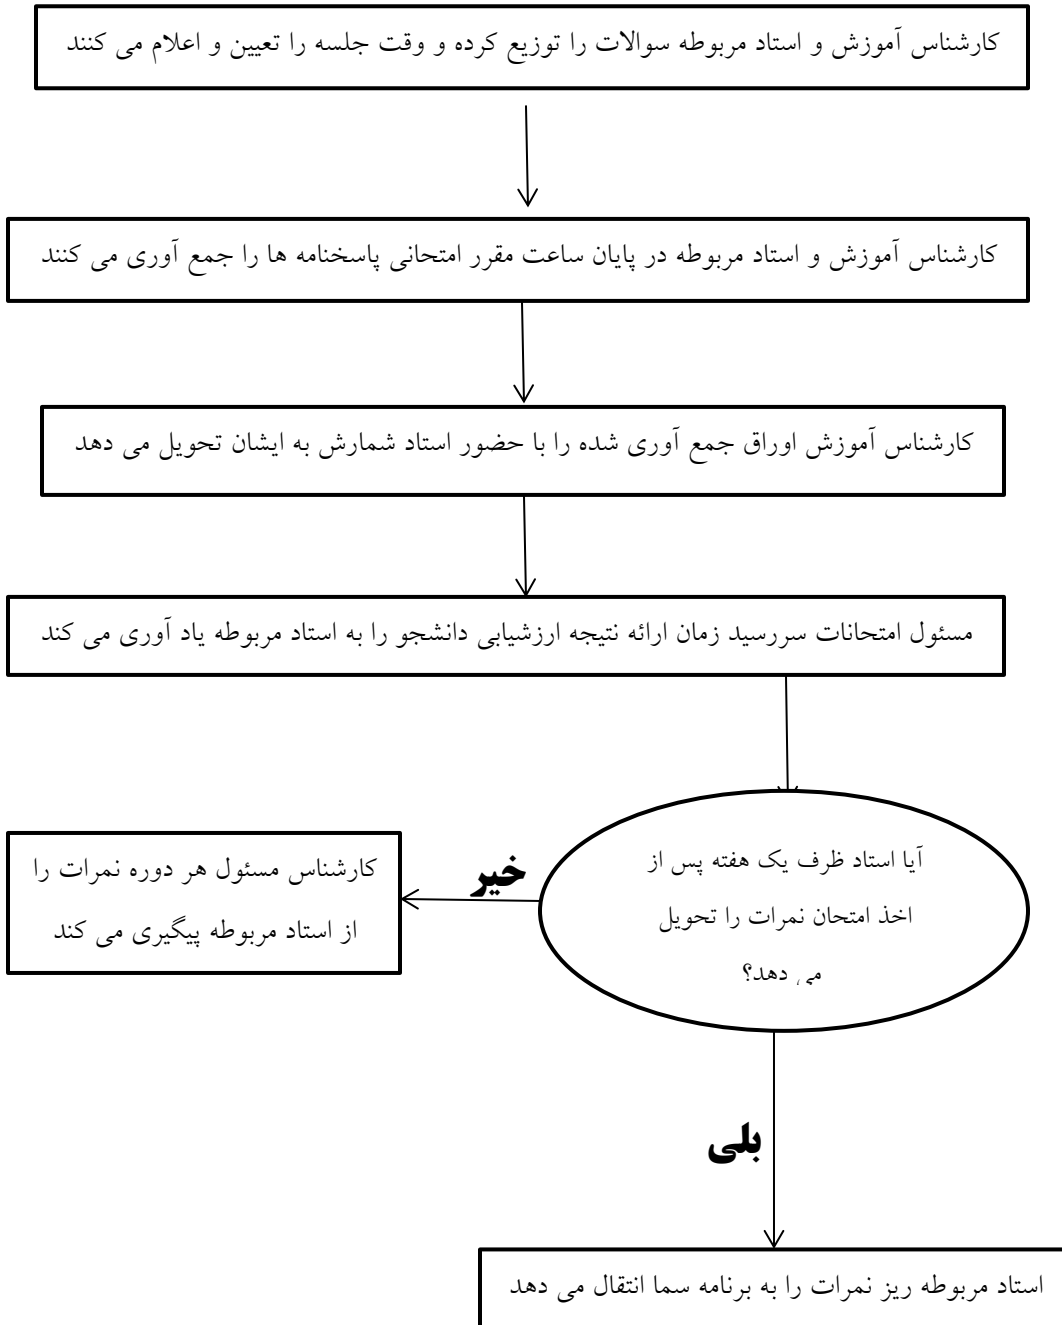 کارشناس آموزش و استاد مربوطه سوالات را توزیع کرده و وقت جلسه را تعیین و اعلام می کنند
کارشناس آموزش و استاد مربوطه در پایان ساعت مقرر امتحانی پاسخنامه ها را جمع آوری می کنند
کارشناس آموزش اوراق جمع آوری شده را با حضور استاد شمارش به ایشان تحویل می دهد
مسئول امتحانات سررسید زمان ارائه نتیجه ارزشیابی دانشجو را به استاد مربوطه یاد آوری می کند
آیا استاد ظرف یک هفته پس از
اخذ امتحان نمرات را تحویل
می دهد؟
خیر
کارشناس مسئول هر دوره نمرات را
از استاد مربوطه پیگیری می کند
بلی
استاد مربوطه ریز نمرات را به برنامه سما انتقال می دهد